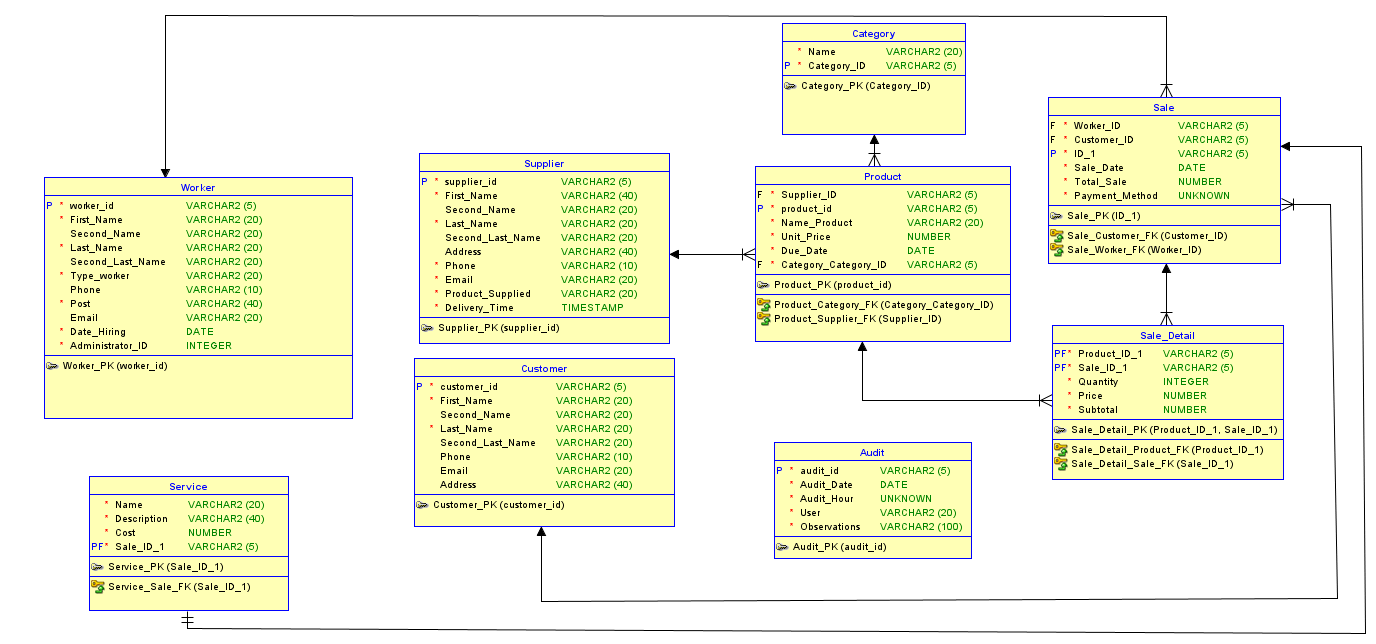 Category
* Name VARCHAR2 (20)
P * Category_ID VARCHAR2 (5)
Category_PK (Category_ID)
Sale
F * Worker_ID VARCHAR2 (5)
F * Customer_ID VARCHAR2 (5)
P * ID_1 VARCHAR2 (5)
* Sale_Date DATE
* Total_Sale NUMBER
* Payment_Method UNKNOWN
Sale_PK (ID_1)
Sale_Customer_FK (Customer_ID)
Sale_Worker_FK (Worker_ID)
Supplier
P * supplier_id VARCHAR2 (5)
* First_Name VARCHAR2 (40)
Second_Name VARCHAR2 (20)
* Last_Name VARCHAR2 (20)
Second_Last_Name VARCHAR2 (20)
Address VARCHAR2 (40)
* Phone VARCHAR2 (10)
* Email VARCHAR2 (20)
* Product_Supplied VARCHAR2 (20)
* Delivery_Time TIMESTAMP
Supplier_PK (supplier_id)
Product
F * Supplier_ID VARCHAR2 (5)
P * product_id VARCHAR2 (5)
* Name_Product VARCHAR2 (20)
* Unit_Price NUMBER
* Due_Date DATE
F * Category_Category_ID VARCHAR2 (5)
Product_PK (product_id)
Product_Category_FK (Category_Category_ID)
Product_Supplier_FK (Supplier_ID)
Worker
P * worker_id VARCHAR2 (5)
* First_Name VARCHAR2 (20)
Second_Name VARCHAR2 (20)
* Last_Name VARCHAR2 (20)
Second_Last_Name VARCHAR2 (20)
* Type_worker VARCHAR2 (20)
Phone VARCHAR2 (10)
* Post VARCHAR2 (40)
Email VARCHAR2 (20)
* Date_Hiring DATE
* Administrator_ID INTEGER
Worker_PK (worker_id)
Sale_Detail
PF* Product_ID_1 VARCHAR2 (5)
PF* Sale_ID_1 VARCHAR2 (5)
* Quantity INTEGER
* Price NUMBER
* Subtotal NUMBER
Sale_Detail_PK (Product_ID_1, Sale_ID_1)
Sale_Detail_Product_FK (Product_ID_1)
Sale_Detail_Sale_FK (Sale_ID_1)
Customer
P * customer_id VARCHAR2 (5)
* First_Name VARCHAR2 (20)
Second_Name VARCHAR2 (20)
* Last_Name VARCHAR2 (20)
Second_Last_Name VARCHAR2 (20)
Phone VARCHAR2 (10)
Email VARCHAR2 (20)
Address VARCHAR2 (40)
Customer_PK (customer_id)
Audit
P * audit_id VARCHAR2 (5)
* Audit_Date DATE
* Audit_Hour UNKNOWN
* User VARCHAR2 (20)
* Observations VARCHAR2 (100)
Audit_PK (audit_id)
Service
* Name VARCHAR2 (20)
* Description VARCHAR2 (40)
* Cost NUMBER
PF* Sale_ID_1 VARCHAR2 (5)
Service_PK (Sale_ID_1)
Service_Sale_FK (Sale_ID_1)